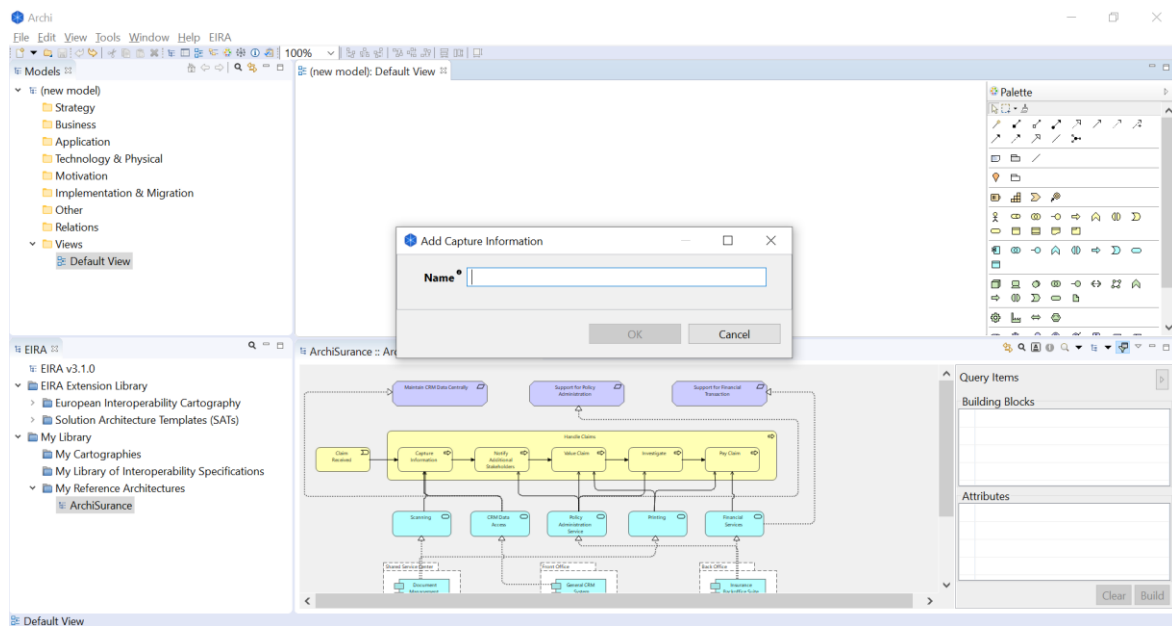 Archi
File Edit View Tools Window Help EIRA
100%
Models
(new model): Default View
(new model)
Strategy
Business
Application
Technology & Physical
Motivation
Implementation & Migration
Other
Relations
Views
Default View
Palette
Add Capture Information
Name
OK
Cancel
EIRA
EIRA v3.1.0
EIRA Extension Library
European Interoperability Cartography
Solution Architecture Templates (SATs)
My Library
My Cartographies
My Library of Interoperability Specifications
My Reference Architectures
ArchiSurance
ArchiSurance :: Arc
Maintain CRM Data Centrally
Support for Policy
Administration
Support for Financial
Transaction
Handle Claims
Claim
Received
Capture
Information
Notify
Additional
Stakeholders
Value Claim
Investigate
Pay Claim
Scanning
CRM Data
Access
Policy
Administration
Service
Printing
Financial
Services
Shared Service Center
Front Office
Back Office
Document
Management
General CRM
System
Insurance
Backoffice Suite
Query Items
Building Blocks
Attributes
Clear
Build
Default View